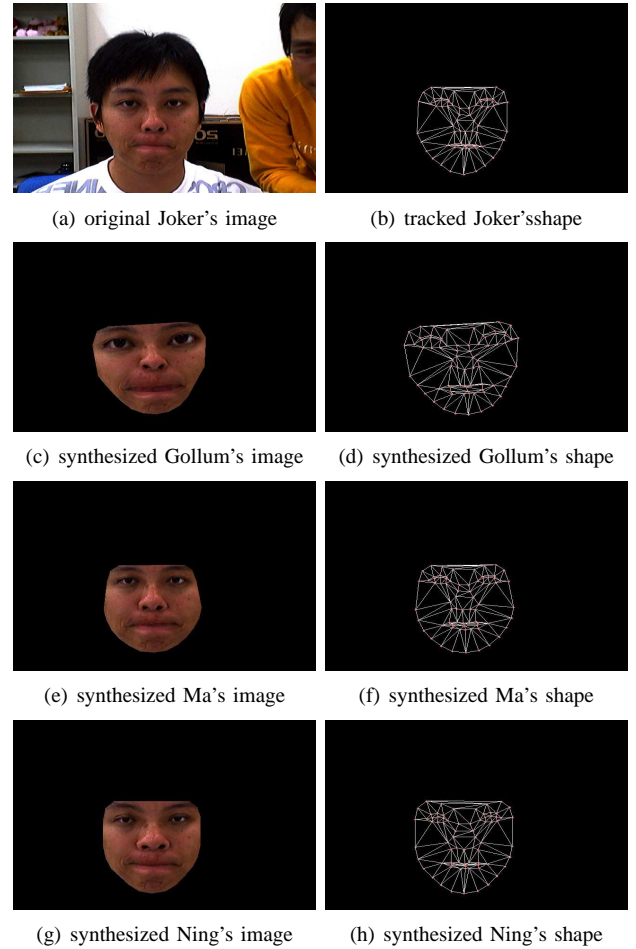 (a) original Joker's image
(b) tracked Joker'sshape
(c) synthesized Gollum's image
(d) synthesized Gollum's shape
(e) synthesized Ma's image
(f) synthesized Ma's shape
(g) synthesized Ning's image
(h) synthesized Ning's shape